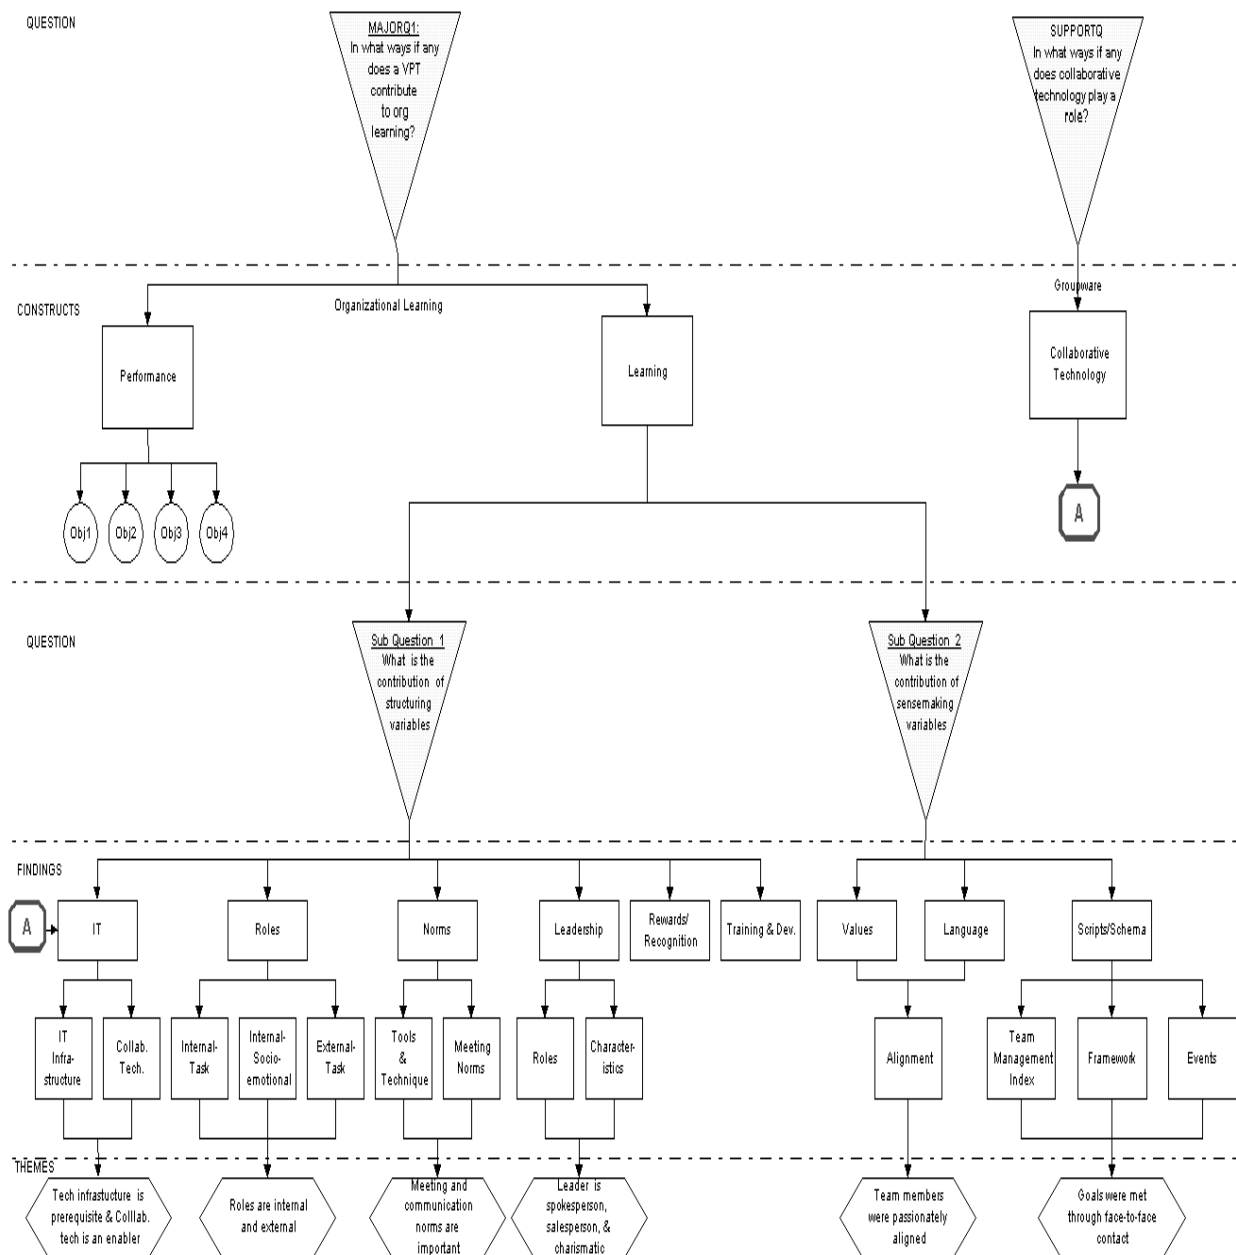 QUESTION
MAJORQ1:
In what ways if any
does a VPT
contribute
to org
learning?
SUPPORTQ
In what ways if any
does collaborative
technology play a
role?
CONSTRUCTS
Organizational Learning
Groupware
Performance
Learning
Collaborative
Technology
Obj1
Obj2
Obj3
Obj4
A
QUESTION
Sub Question 1
What is the
contribution of
structuring
variables
Sub Question 2
What is the
contribution of
sensemaking
variables
FINDINGS
A
IT
Roles
Norms
Leadership
Rewards/
Recognition
Training & Dev.
Values
Language
Scripts/Schema
IT
Infra-
structure
Collab.
Tech.
Internal-
Task
Internal-
Socio-
emotional
External-
Task
Tools
&
Technique
Meeting
Norms
Roles
Character-
istics
Alignment
Team
Management
Index
Framework
Events
THEMES
Tech infrastucture is
prerequisite & Colllab.
tech is an enabler
Roles are internal
and external
Meeting and
communication
norms are
important
Leader is
spokesperson,
salesperson, &
charismatic
Team members
were passionately
aligned
Goals were met
through face-to-face
contact